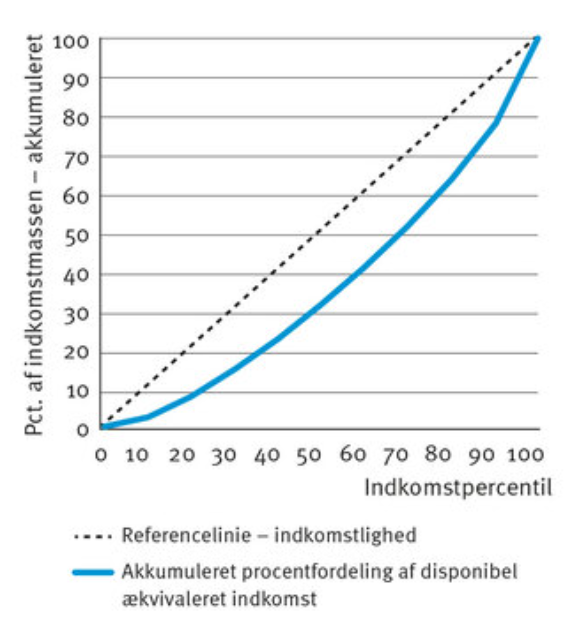 Pct. af indkomstmassen – akkumuleret
100
90
80
70
60
50
40
30
20
10
0
0 10 20 30 40 50 60 70 80 90 100
Indkomstpercentil
Referencelinie – indkomstlighed
Akkumuleret procentfordeling af disponibel
ækvivaleret indkomst